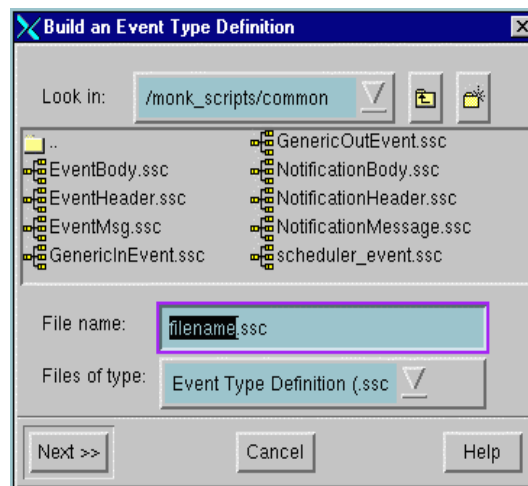 Build an Event Type Definition
Look in: /monk_scripts/common
..
EventBody.ssc
EventHeader.ssc
EventMsg.ssc
GenericInEvent.ssc
GenericOutEvent.ssc
NotificationBody.ssc
NotificationHeader.ssc
NotificationMessage.ssc
scheduler_event.ssc
File name: filename.ssc
Files of type: Event Type Definition (.ssc
Next >> Cancel Help